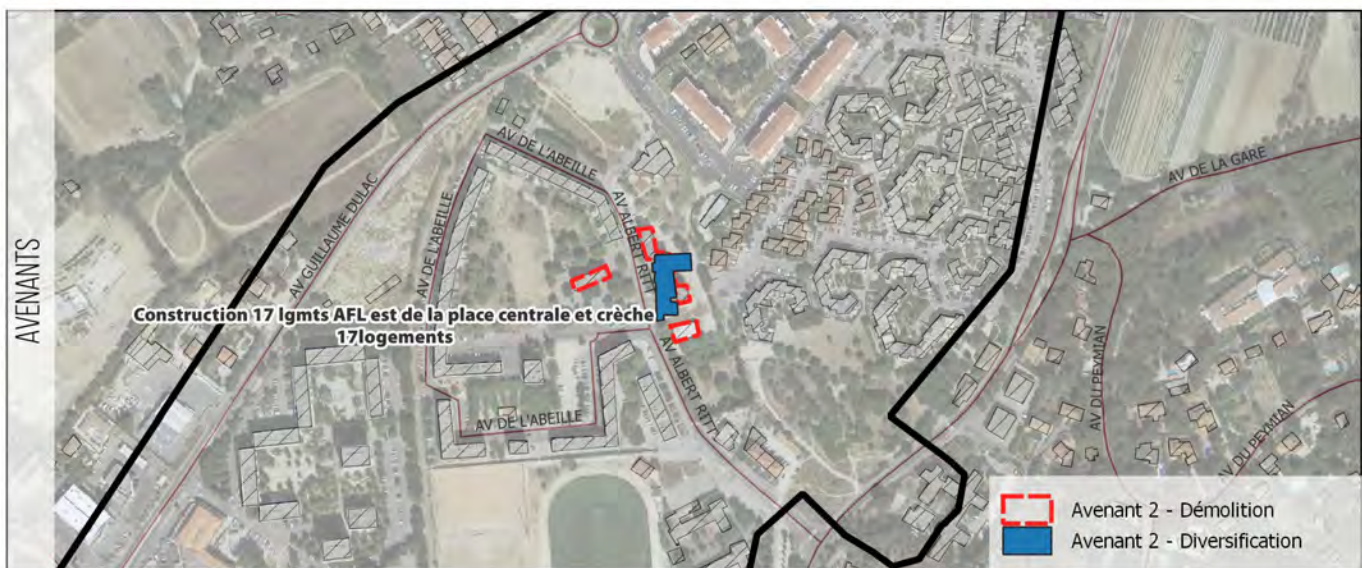 AVENANTS
AV DE L'ABEILLE
AV DE LA GARE
AV GUILLAUME DULAC
AV DE L'ABEILLE
AV ALBERT RITT
Construction 17 lgmts AFL est de la place centrale et crèche
17logements
AV ALBERT RITT
AV DU PEYMIAN
AV DE L'ABEILLE
AV DU PEYMIAN
Avenant 2 - Démolition
Avenant 2 - Diversification